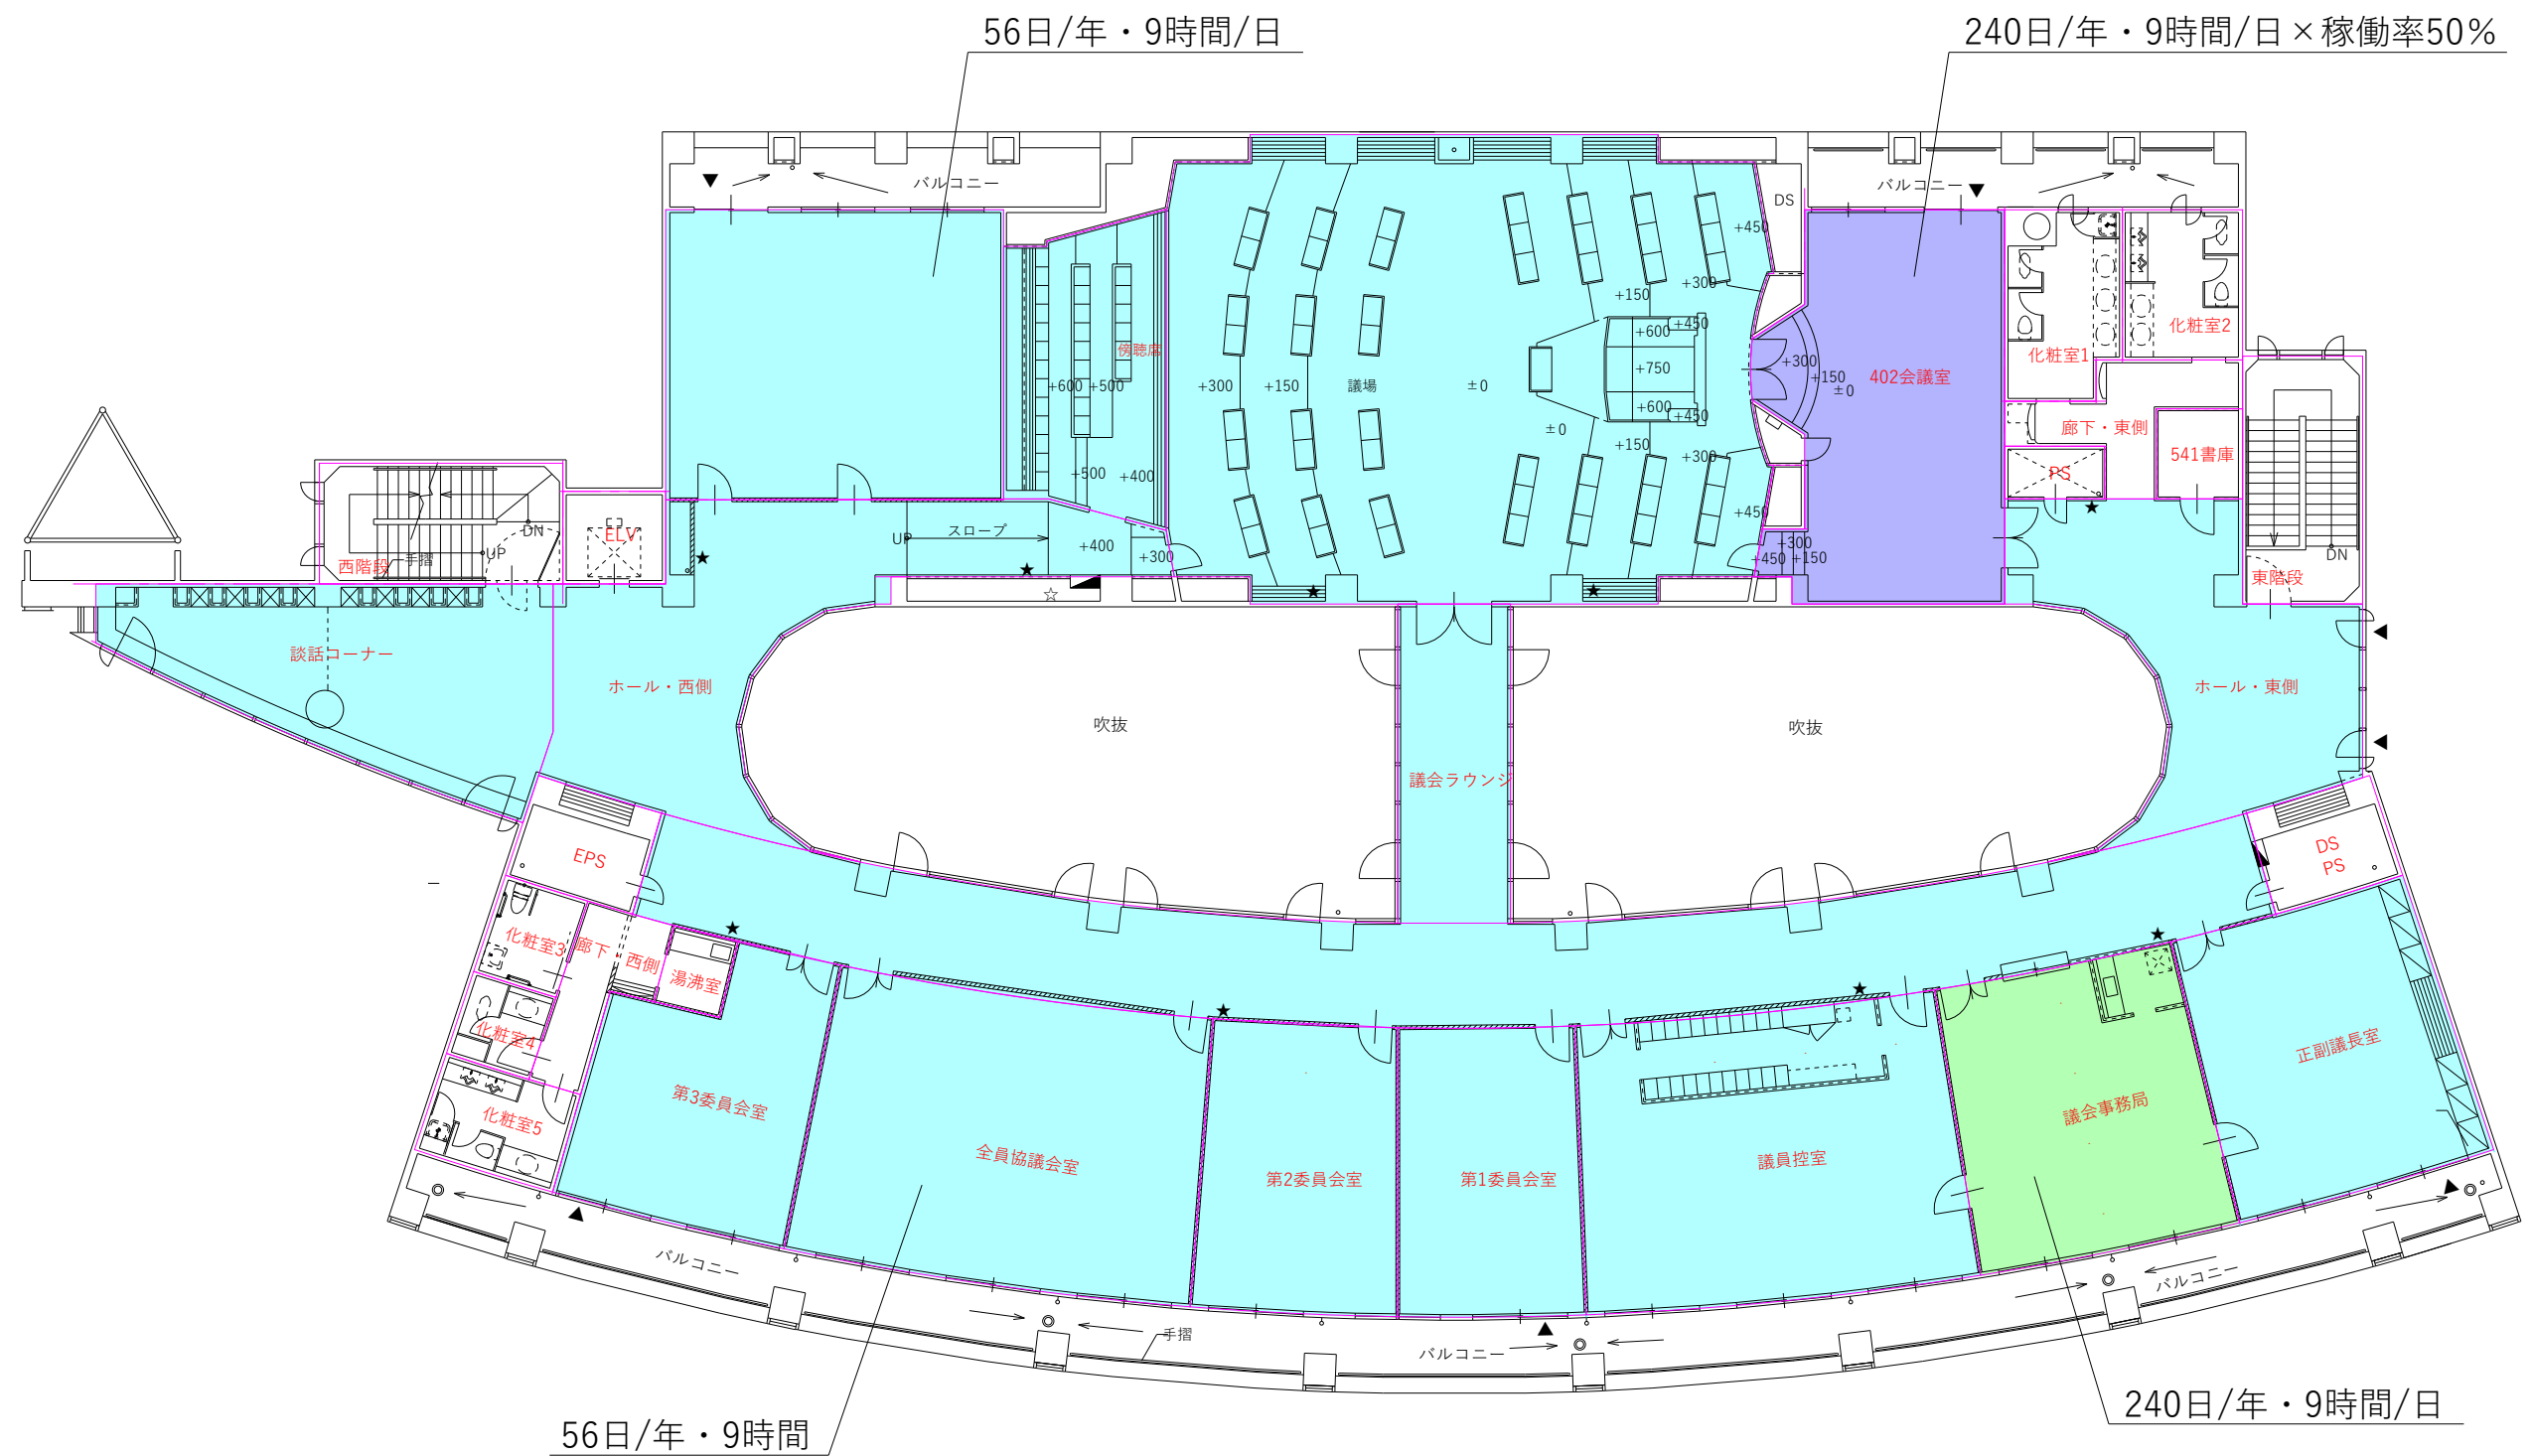 56日/年・9時間/日
240日/年・9時間/日×稼働率50%
バルコニー
バルコニー
DS
+450
+300
+150
+600
+450
+750
+600
+450
+150
+300
+450
傍聴席
+600
+500
+300
+150
議場
±0
±0
+300
+150
±0
402会議室
化粧室1
化粧室2
廊下・東側
541書庫
PS
+500
+400
DN
UP
手摺
西階段
ELV
UP
スロープ
+400
+300
+300
+450
+150
DN
東階段
談話コーナー
ホール・西側
吹抜
吹抜
ホール・東側
議会ラウンジ
EPS
DS
PS
化粧室3
廊下・西側
湯沸室
化粧室4
化粧室5
第3委員会室
全員協議会室
第2委員会室
第1委員会室
議員控室
議会事務局
正副議長室
バルコニー
手摺
バルコニー
バルコニー
56日/年・9時間
240日/年・9時間/日